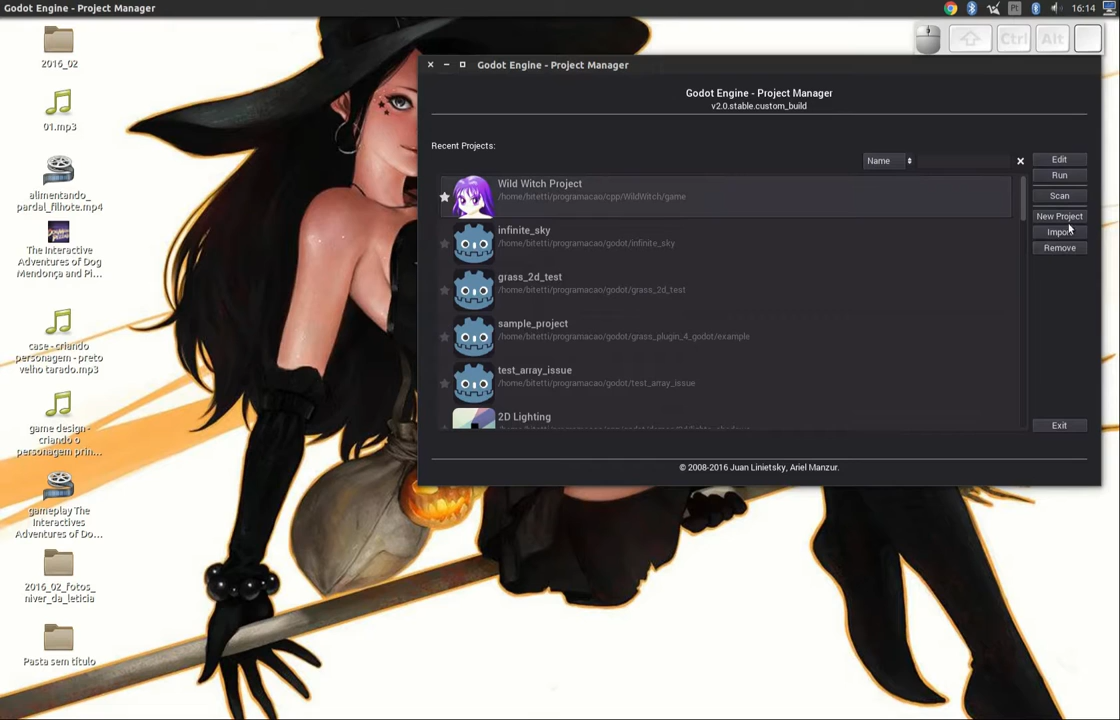 Godot Engine - Project Manager
Pt
16:14
Ctrl
Alt
2016_02
01.mp3
alimentando_
pardal_filhote.mp4
The Interactive
Adventures of Dog
Mendonça and Pi...
case - criando
personagem - preto
velho tarado.mp3
game design -
criando o
personagem prin...
gameplay The
Interactives
Adventures of Do...
2016_02_fotos_
niver_da_leticia
Pasta sem título
Godot Engine - Project Manager
Godot Engine - Project Manager
v2.0.stable.custom_build
Recent Projects:
Name
Edit
Run
Scan
New Project
Import
Remove
Exit
Wild Witch Project
/home/bitetti/programacao/cpp/WildWitch/game
infinite_sky
/home/bitetti/programacao/godot/infinite_sky
grass_2d_test
/home/bitetti/programacao/godot/grass_2d_test
sample_project
/home/bitetti/programacao/godot/grass_plugin_4_godot/example
test_array_issue
/home/bitetti/programacao/godot/test_array_issue
2D Lighting
© 2008-2016 Juan Linietsky, Ariel Manzur.